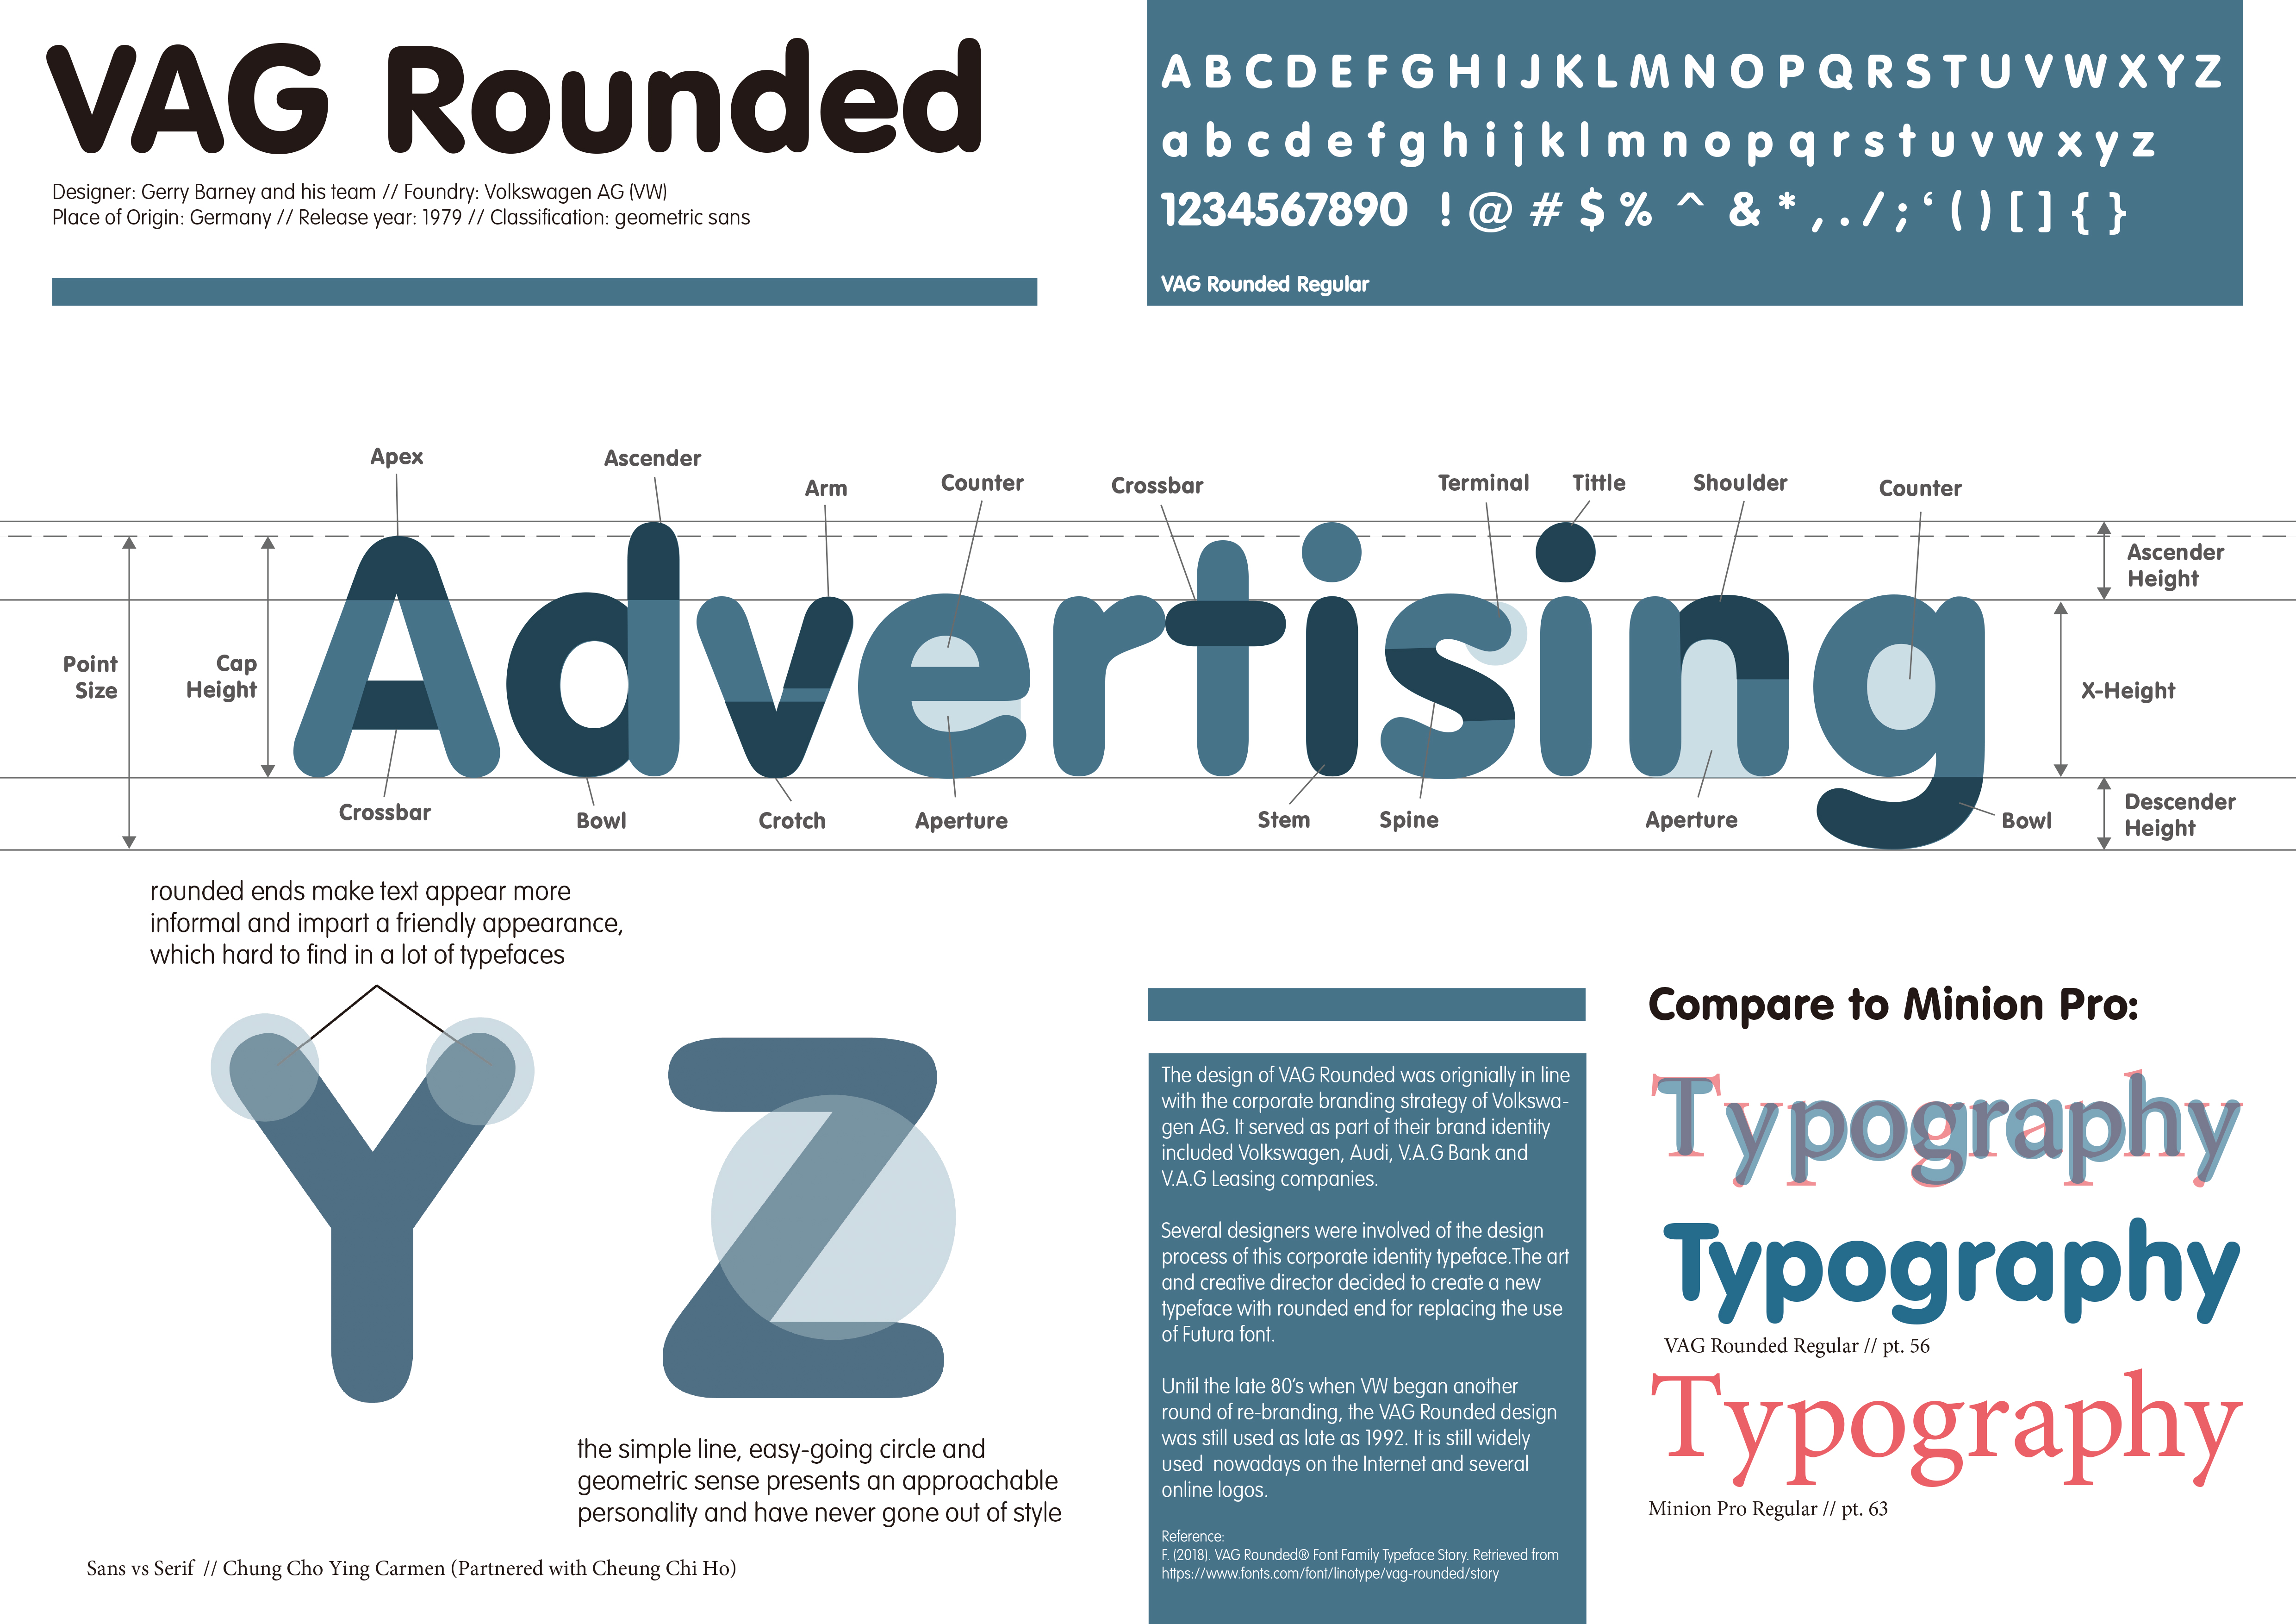 VAG Rounded
Designer: Gerry Barney and his team // Foundry: Volkswagen AG (VW)
Place of Origin: Germany // Release year: 1979 // Classification: geometric sans
A B C D E F G H I J K L M N O P Q R S T U V W X Y Z
a b c d e f g h i j k l m n o p q r s t u v w x y z
1234567890 ! @ # $ % ^ & * , . / ; ‘ ( ) [ ] { }
VAG Rounded Regular
Apex
Ascender
Arm
Counter
Crossbar
Terminal
Tittle
Shoulder
Counter
Ascender
Height
Point
Size
Cap
Height
Advertising
X-Height
Crossbar
Bowl
Crotch
Aperture
Stem
Spine
Aperture
Bowl
Descender
Height
rounded ends make text appear more
informal and impart a friendly appearance,
which hard to find in a lot of typefaces
Y
Z
the simple line, easy-going circle and
geometric sense presents an approachable
personality and have never gone out of style
Sans vs Serif // Chung Cho Ying Carmen (Partnered with Cheung Chi Ho)
The design of VAG Rounded was orignially in line
with the corporate branding strategy of Volkswa-
gen AG. It served as part of their brand identity
included Volkswagen, Audi, V.A.G Bank and
V.A.G Leasing companies.
Several designers were involved of the design
process of this corporate identity typeface.The art
and creative director decided to create a new
typeface with rounded end for replacing the use
of Futura font.
Until the late 80’s when VW began another
round of re-branding, the VAG Rounded design
was still used as late as 1992. It is still widely
used nowadays on the Internet and several
online logos.
Reference:
F. (2018). VAG Rounded® Font Family Typeface Story. Retrieved from
https://www.fonts.com/font/linotype/vag-rounded/story
Compare to Minion Pro:
Typography
Typography
VAG Rounded Regular // pt. 56
Typography
Minion Pro Regular // pt. 63